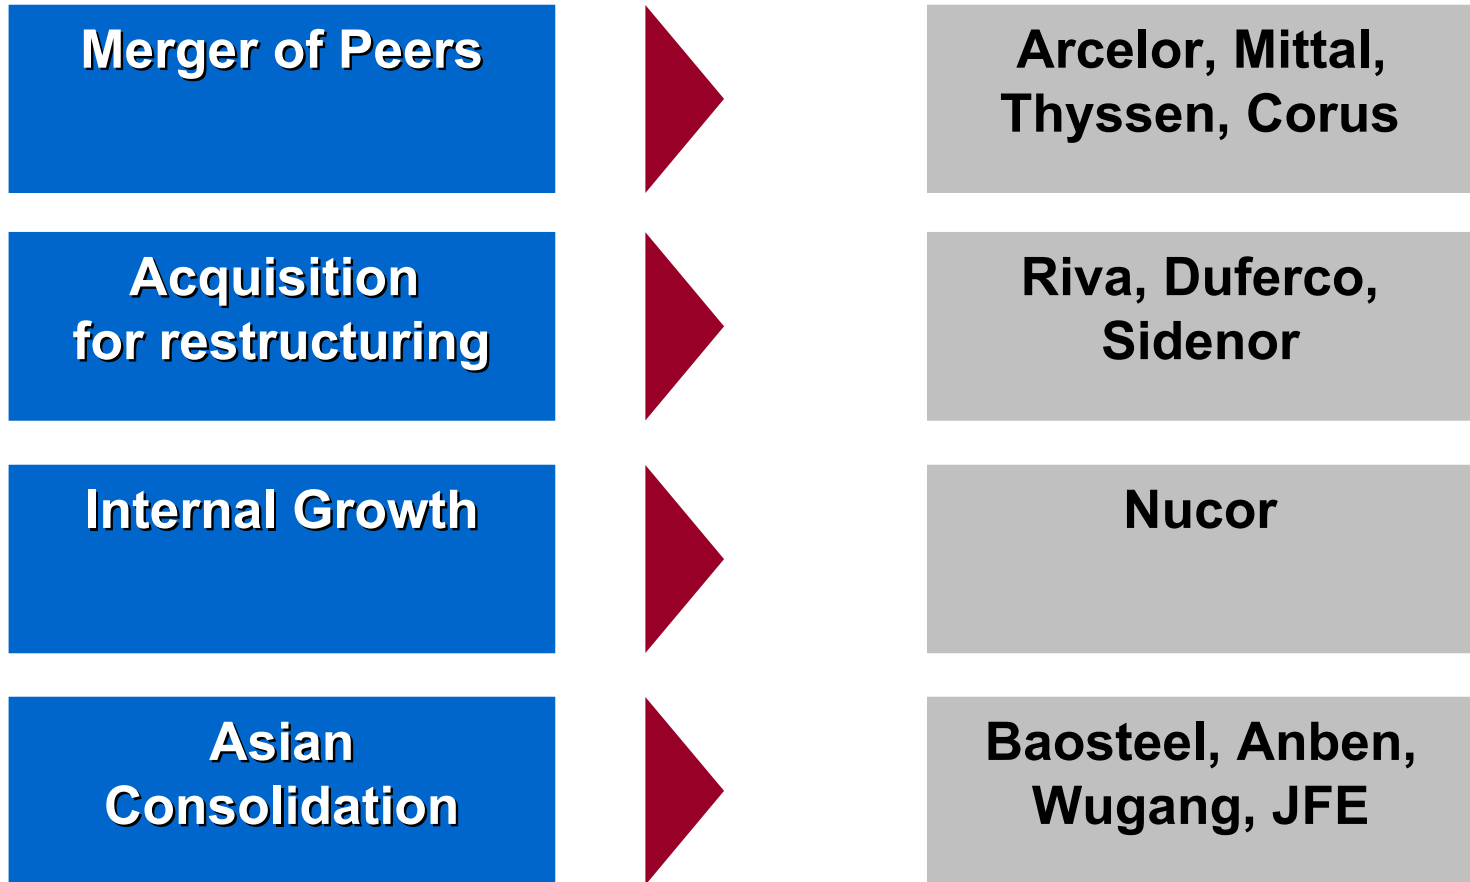 Merger of Peers
Arcelor, Mittal,
Thyssen, Corus
Acquisition
for restructuring
Riva, Duferco,
Sidenor
Internal Growth
Nucor
Asian
Consolidation
Baosteel, Anben,
Wugang, JFE